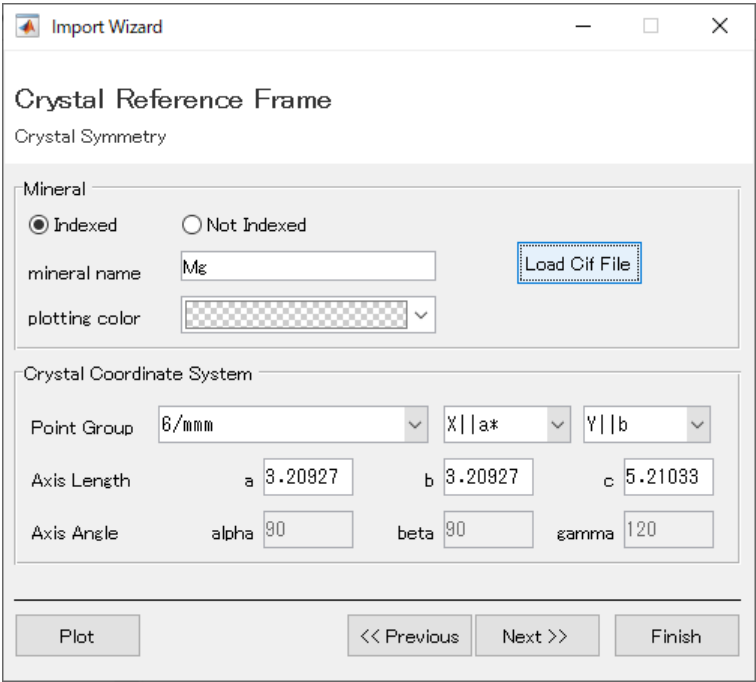 Import Wizard
Crystal Reference Frame
Crystal Symmetry
Mineral
Indexed Not Indexed
mineral name Mg Load Cif File
plotting color
Crystal Coordinate System
Point Group 6/mmm X||a* Y||b
Axis Length a 3.20927 b 3.20927 c 5.21033
Axis Angle alpha 90 beta 90 gamma 120
Plot << Previous Next >> Finish